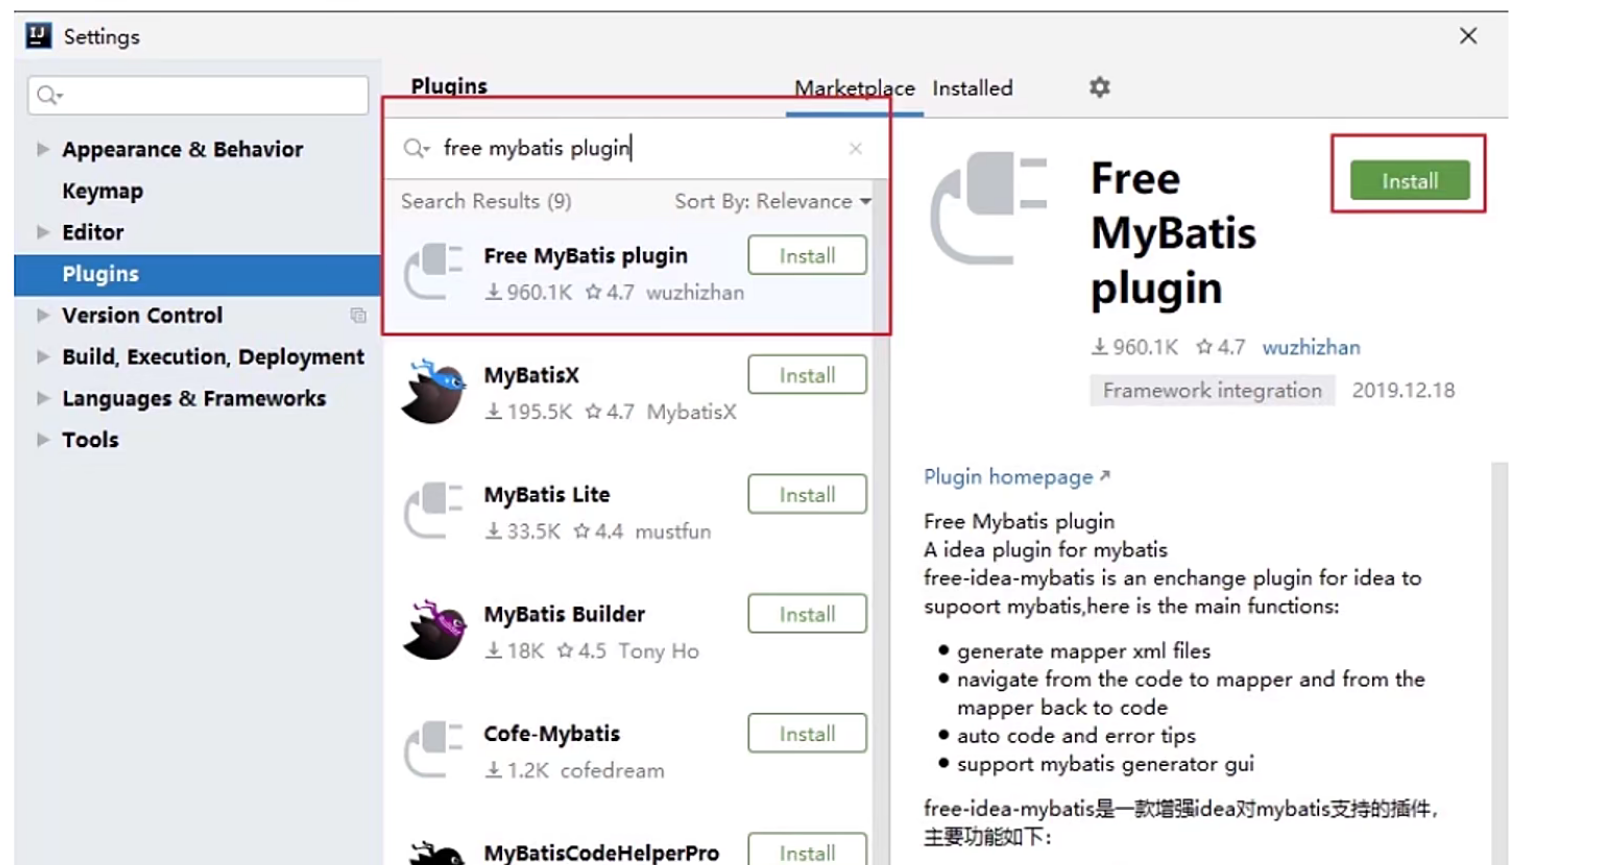 IJ
Settings
Appearance & Behavior
Keymap
Editor
Plugins
Version Control
Build, Execution, Deployment
Languages & Frameworks
Tools
Plugins
Marketplace
Installed
free mybatis plugin
Search Results (9)
Sort By: Relevance
Free MyBatis plugin
Install
960.1K 4.7 wuzhizhan
MyBatisX
Install
195.5K 4.7 MybatisX
MyBatis Lite
Install
33.5K 4.4 mustfun
MyBatis Builder
Install
18K 4.5 Tony Ho
Cofe-Mybatis
Install
1.2K cofedream
MyBatisCodeHelperPro
Install
Free
MyBatis
plugin
Install
960.1K 4.7 wuzhizhan
Framework integration 2019.12.18
Plugin homepage
Free Mybatis plugin
A idea plugin for mybatis
free-idea-mybatis is an enchange plugin for idea to
supoort mybatis,here is the main functions:
generate mapper xml files
navigate from the code to mapper and from the
mapper back to code
auto code and error tips
support mybatis generator gui
free-idea-mybatis是一款增强idea对mybatis支持的插件,
主要功能如下: